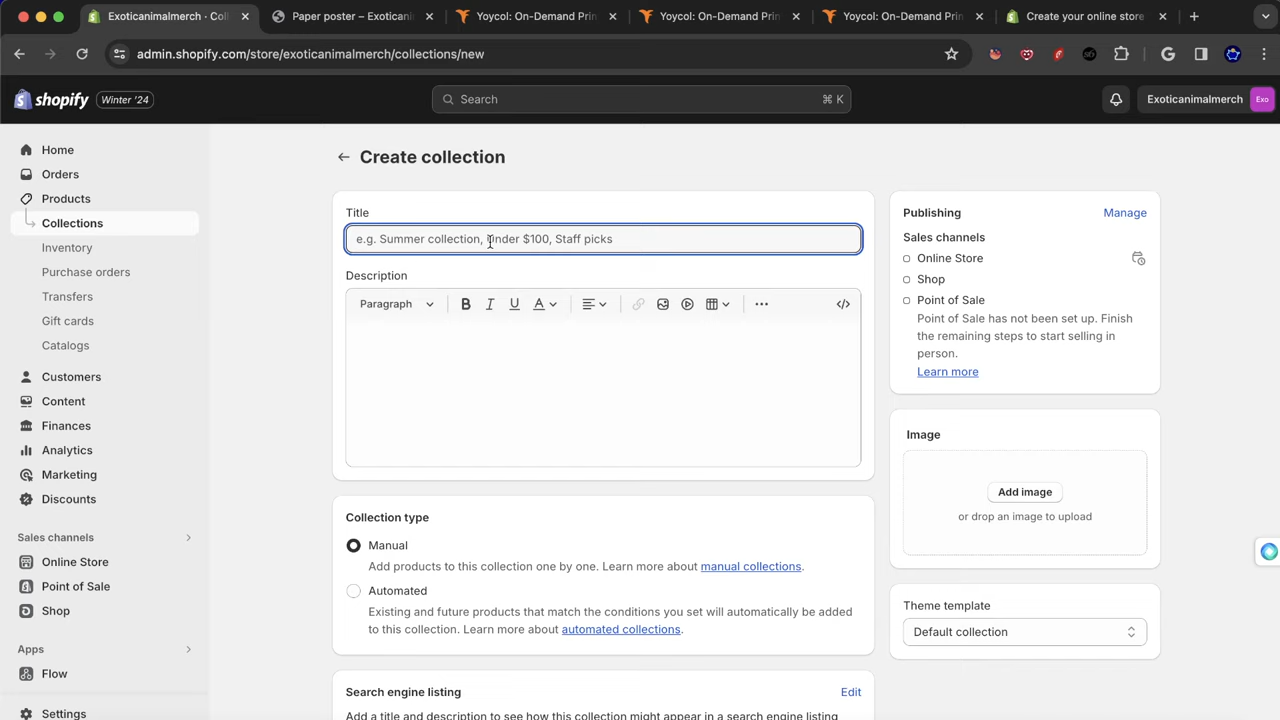 Exoticanimalmerch · Coll
Paper poster – Exoticanim
Yoycol: On-Demand Prin
Yoycol: On-Demand Prin
Yoycol: On-Demand Prin
Create your online store
admin.shopify.com/store/exoticanimalmerch/collections/new
shopify
Winter '24
Search
⌘ K
Exoticanimalmerch
Exo
Home
Orders
Products
Collections
Inventory
Purchase orders
Transfers
Gift cards
Catalogs
Customers
Content
Finances
Analytics
Marketing
Discounts
Sales channels
Online Store
Point of Sale
Shop
Apps
Flow
Settings
Create collection
Title
e.g. Summer collection, Under $100, Staff picks
Description
Paragraph
B I U A
Collection type
Manual
Add products to this collection one by one. Learn more about manual collections.
Automated
Existing and future products that match the conditions you set will automatically be added
to this collection. Learn more about automated collections.
Search engine listing
Edit
Add a title and description to see how this collection might appear in a search engine listing
Publishing
Manage
Sales channels
Online Store
Shop
Point of Sale
Point of Sale has not been set up. Finish
the remaining steps to start selling in
person.
Learn more
Image
Add image
or drop an image to upload
Theme template
Default collection